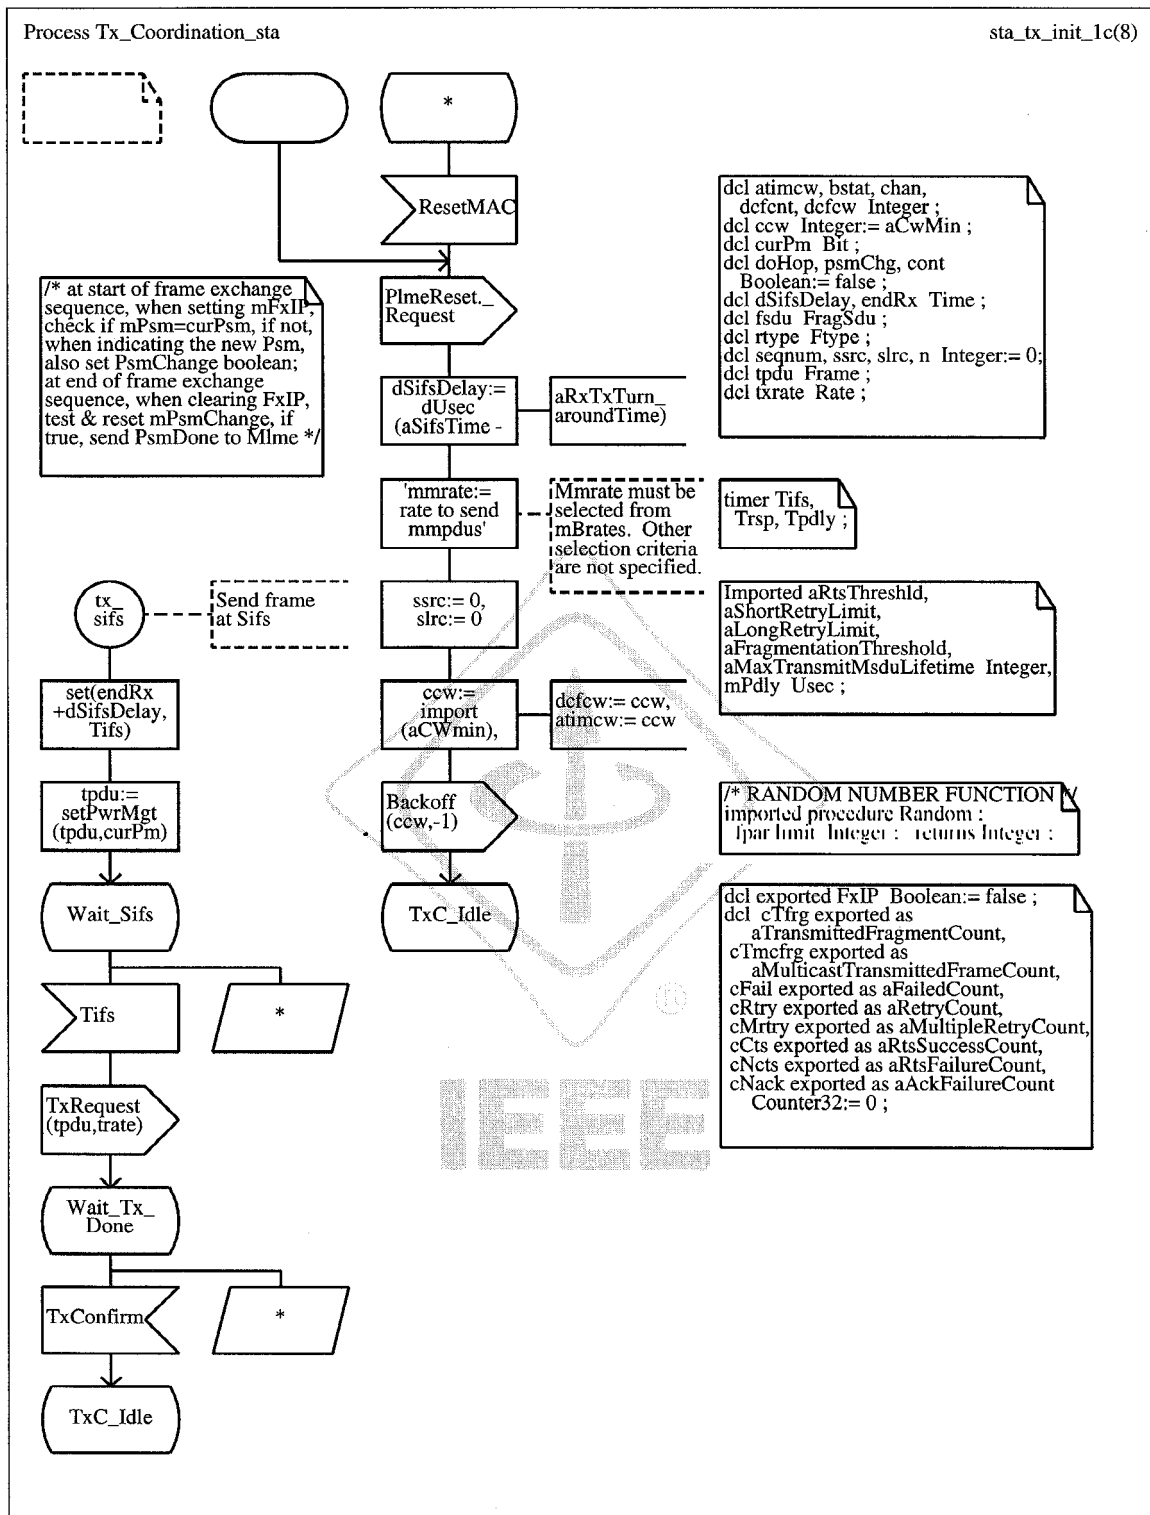 Process Tx_Coordination_sta
sta_tx_init_1c(8)
*
ResetMAC
dcl atimcw, bstat, chan,
dcfcnt, dcfcw Integer ;
dcl ccw Integer:= aCwMin ;
dcl curPm Bit ;
dcl doHop, psmChg, cont
Boolean:= false ;
dcl dSifsDelay, endRx Time ;
dcl fsdu FragSdu ;
dcl rtype Ftype ;
dcl seqnum, ssrc, slrc, n Integer:= 0;
dcl tpdu Frame ;
dcl txrate Rate ;
/* at start of frame exchange
sequence, when setting mFxIP,
check if mPsm=curPsm, if not,
when indicating the new Psm,
also set PsmChange boolean;
at end of frame exchange
sequence, when clearing FxIP,
test & reset mPsmChange, if
true, send PsmDone to Mlme */
PlmeReset._
Request
dSifsDelay:=
dUsec
(aSifsTime -
aRxTxTurn_
aroundTime)
'mmrate:=
rate to send
mmpdus'
Mmrate must be
selected from
mBrates. Other
selection criteria
are not specified.
timer Tifs,
Trsp, Tpdly ;
tx_
sifs
Send frame
at Sifs
ssrc:= 0,
slrc:= 0
Imported aRtsThreshld,
aShortRetryLimit,
aLongRetryLimit,
aFragmentationThreshold,
aMaxTransmitMsduLifetime Integer,
mPdly Usec ;
set(endRx
+dSifsDelay,
Tifs)
ccw:=
import
(aCWmin),
dcfcw:= ccw,
atimcw:= ccw
tpdu:=
setPwrMgt
(tpdu,curPm)
Backoff
(ccw,-1)
/* RANDOM NUMBER FUNCTION */
imported procedure Random ;
fpar limit Integer ; returns Integer ;
Wait_Sifs
TxC_Idle
dcl exported FxIP Boolean:= false ;
dcl cTfrg exported as
aTransmittedFragmentCount,
cTmcfrg exported as
aMulticastTransmittedFrameCount,
cFail exported as aFailedCount,
cRtry exported as aRetryCount,
cMrtry exported as aMultipleRetryCount,
cCts exported as aRtsSuccessCount,
cNcts exported as aRtsFailureCount,
cNack exported as aAckFailureCount
Counter32:= 0 ;
Tifs
*
®
IEEE
TxRequest
(tpdu,trate)
Wait_Tx_
Done
TxConfirm
*
TxC_Idle